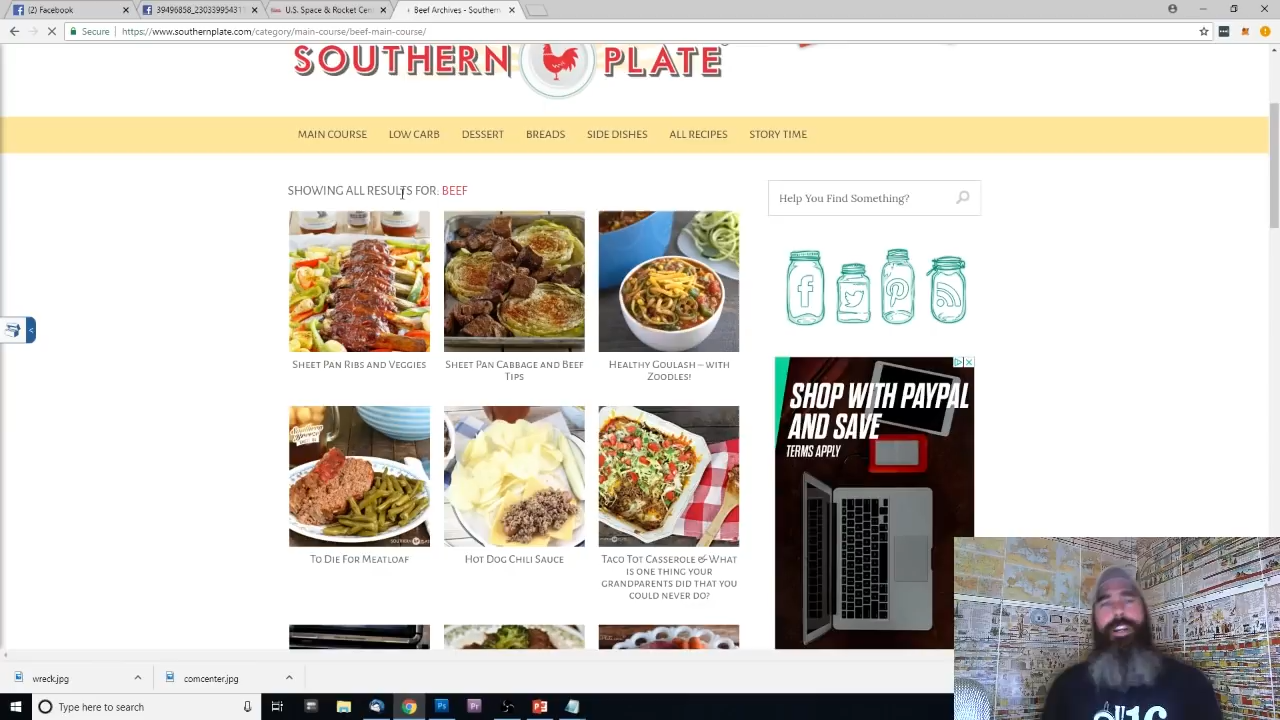 Facebook
39496858_23033995431
U.S. Space & Rocket Cen
Beef Archives - Southern
Secure
https://www.southernplate.com/category/main-course/beef-main-course/
SOUTHERN PLATE
MAIN COURSE LOW CARB DESSERT BREADS SIDE DISHES ALL RECIPES STORY TIME
SHOWING ALL RESULTS FOR: BEEF
Help You Find Something?
SHEET PAN RIBS AND VEGGIES
SHEET PAN CABBAGE AND BEEF
TIPS
HEALTHY GOULASH – WITH
ZOODLES!
SHOP WITH PAYPAL
AND SAVE
TERMS APPLY
TO DIE FOR MEATLOAF
HOT DOG CHILI SAUCE
TACO TOT CASSEROLE & WHAT
IS ONE THING YOUR
GRANDPARENTS DID THAT YOU
COULD NEVER DO?
wreck.jpg
comcenter.jpg
Type here to search